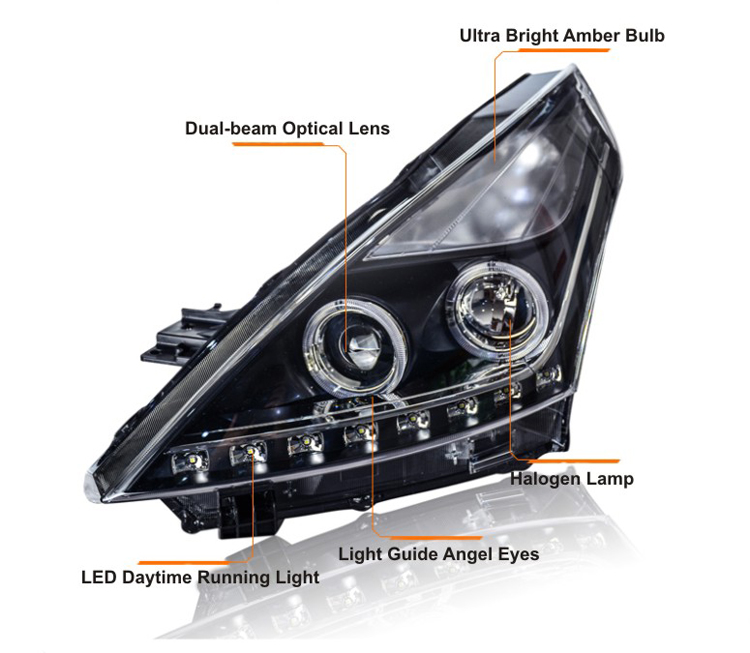 Ultra Bright Amber Bulb
Dual-beam Optical Lens
Halogen Lamp
Light Guide Angel Eyes
LED Daytime Running Light